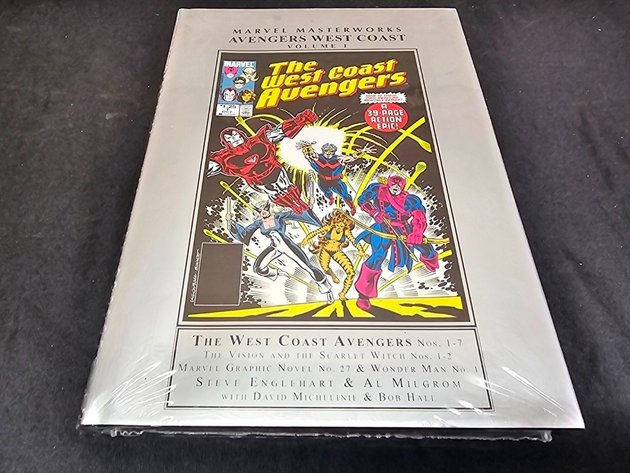 MARVEL MASTERWORKS
AVENGERS WEST COAST
VOLUME 1
MARVEL
The
West Coast
Avengers
A
39-PAGE
ACTION
EPIC!
THE WEST COAST AVENGERS NOS. 1-7
THE VISION AND THE SCARLET WITCH NOS. 1-2
MARVEL GRAPHIC NOVEL NO. 27 & WONDER MAN NO. 1
STEVE ENGLEHART & AL MILGROM
WITH DAVID MICHELINIE & BOB HALL